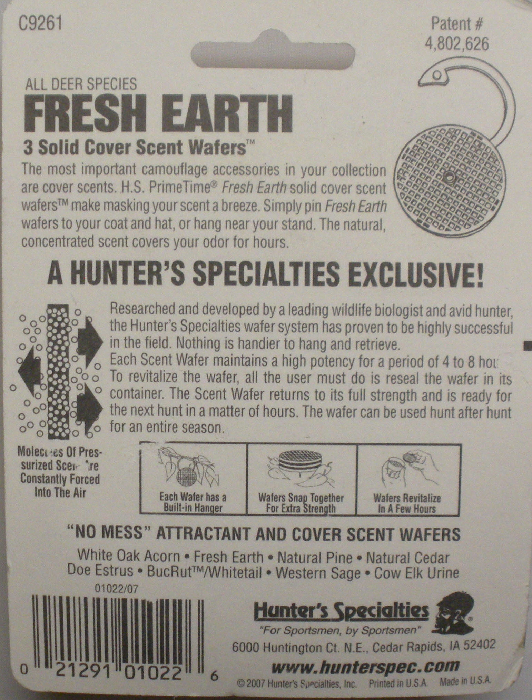 C9261
Patent #
4,802,626
ALL DEER SPECIES
FRESH EARTH
3 Solid Cover Scent Wafers™
The most important camouflage accessories in your collection
are cover scents. H.S. PrimeTime® Fresh Earth solid cover scent
wafers™ make masking your scent a breeze. Simply pin Fresh Earth
wafers to your coat and hat, or hang near your stand. The natural,
concentrated scent covers your odor for hours.
A HUNTER'S SPECIALTIES EXCLUSIVE!
Researched and developed by a leading wildlife biologist and avid hunter,
the Hunter's Specialties wafer system has proven to be highly successful
in the field. Nothing is handier to hang and retrieve.
Each Scent Wafer maintains a high potency for a period of 4 to 8
To revitalize the wafer, all the user must do is reseal the wafer in its
container. The Scent Wafer returns to its full strength and is ready for
the next hunt in a matter of hours. The wafer can be used hunt after hunt
for an entire season.
Of Pres-
surized
Constantly Forced
Into The Air
Each Wafer has a
Built-in Hanger
Wafers Snap Together
For Extra Strength
Wafers Revitalize
In A Few Hours
"NO MESS" ATTRACTANT AND COVER SCENT WAFERS
White Oak Acorn • Fresh Earth • Natural Pine • Natural Cedar
Doe Estrus • BucRut™/Whitetail • Western Sage • Cow Elk Urine
01022/07
Hunter's Specialties®
"For Sportsmen, by Sportsmen"
6000 Huntington Ct. N.E., Cedar Rapids, IA 52402
www.hunterspec.com
© 2007 Hunter's Specialties, Inc. Printed in U.S.A. Made in U.S.A.
0 21291 01022 6